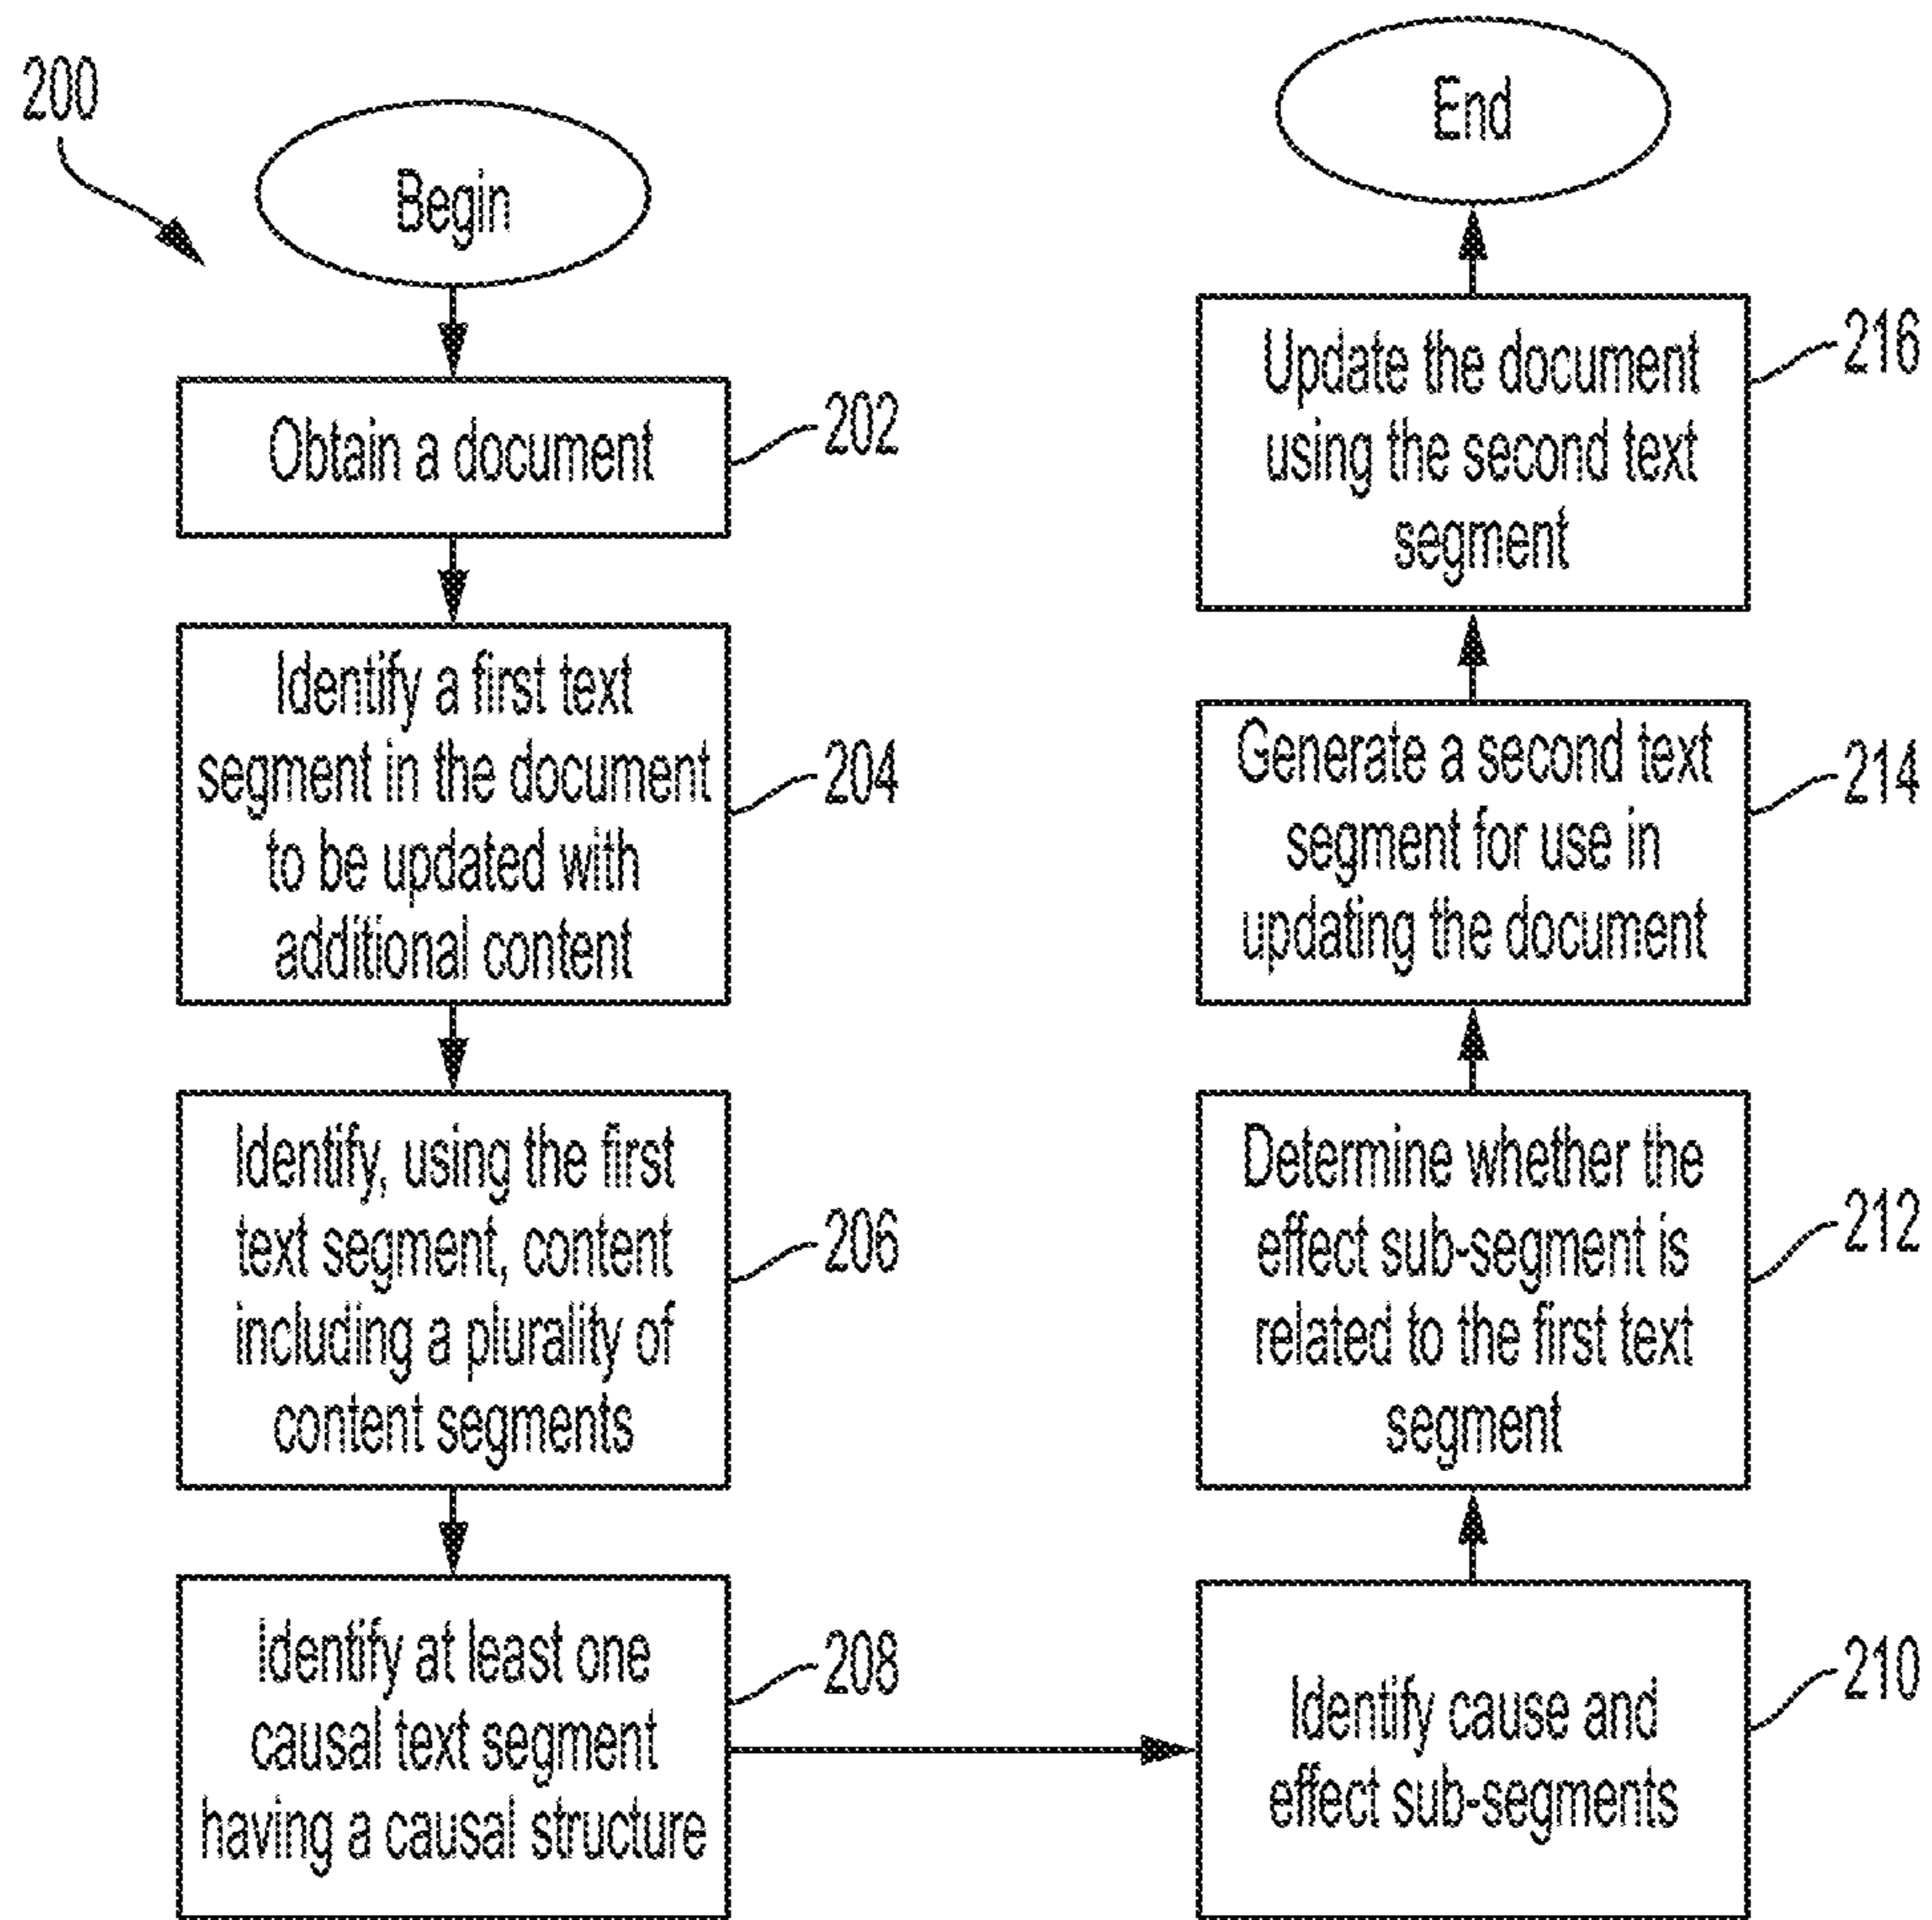 200
Begin
Obtain a document
202
Identify a first text
segment in the document
to be updated with
additional content
204
Identify, using the first
text segment, content
including a plurality of
content segments
206
Identify at least one
causal text segment
having a causal structure
208
Identify cause and
effect sub-segments
210
Determine whether the
effect sub-segment is
related to the first text
segment
212
Generate a second text
segment for use in
updating the document
214
Update the document
using the second text
segment
216
End